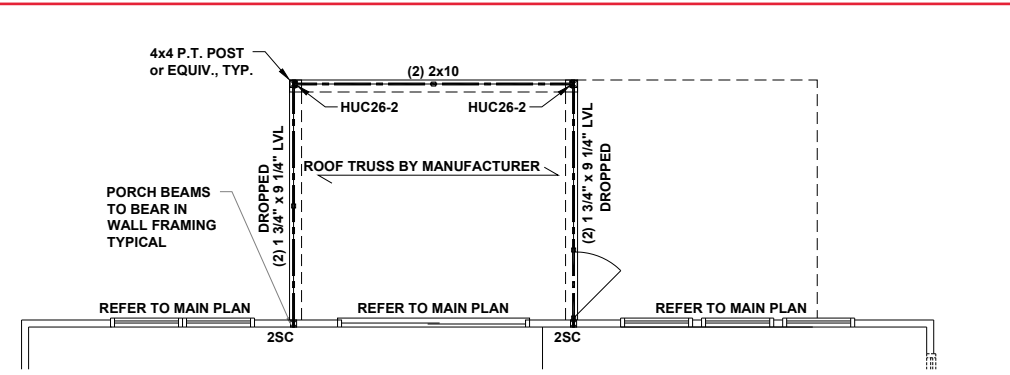 4x4 P.T. POST
or EQUIV., TYP.
(2) 2x10
HUC26-2
HUC26-2
DROPPED
(2) 1 3/4" x 9 1/4" LVL
ROOF TRUSS BY MANUFACTURER
(2) 1 3/4" x 9 1/4" LVL
DROPPED
PORCH BEAMS
TO BEAR IN
WALL FRAMING
TYPICAL
REFER TO MAIN PLAN
REFER TO MAIN PLAN
REFER TO MAIN PLAN
2SC
2SC